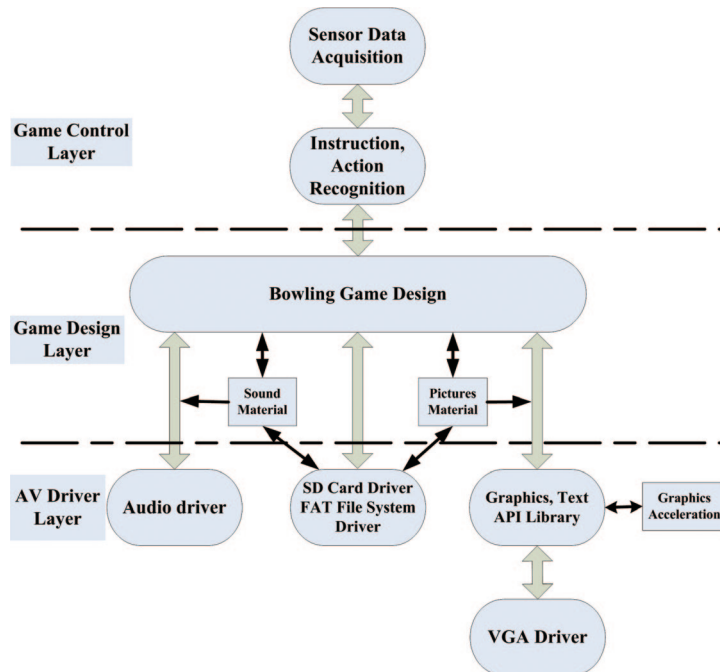 Sensor Data
Acquisition
Game Control
Layer
Instruction,
Action
Recognition
Bowling Game Design
Game Design
Layer
Sound
Material
Pictures
Material
AV Driver
Layer
Audio driver
SD Card Driver
FAT File System
Driver
Graphics, Text
API Library
Graphics
Acceleration
VGA Driver